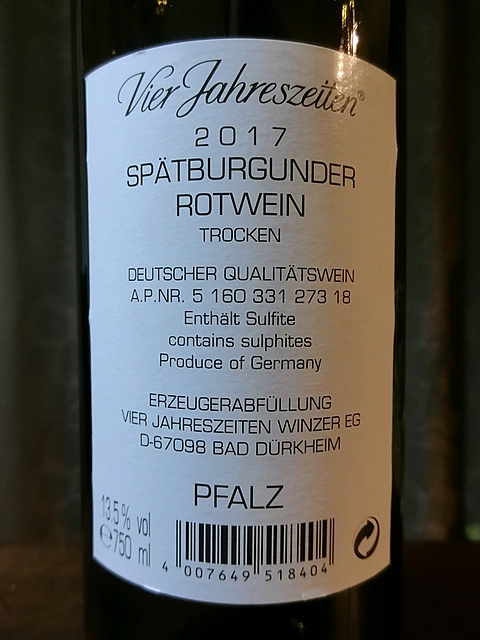 Vier Jahreszeiten®
2017
SPÄTBURGUNDER
ROTWEIN
TROCKEN
DEUTSCHER QUALITÄTSWEIN
A.P.NR. 5 160 331 273 18
Enthält Sulfite
contains sulphites
Produce of Germany
ERZEUGERABFÜLLUNG
VIER JAHRESZEITEN WINZER EG
D-67098 BAD DÜRKHEIM
PFALZ
13,5 % vol
℮750 ml
4 007649 518404